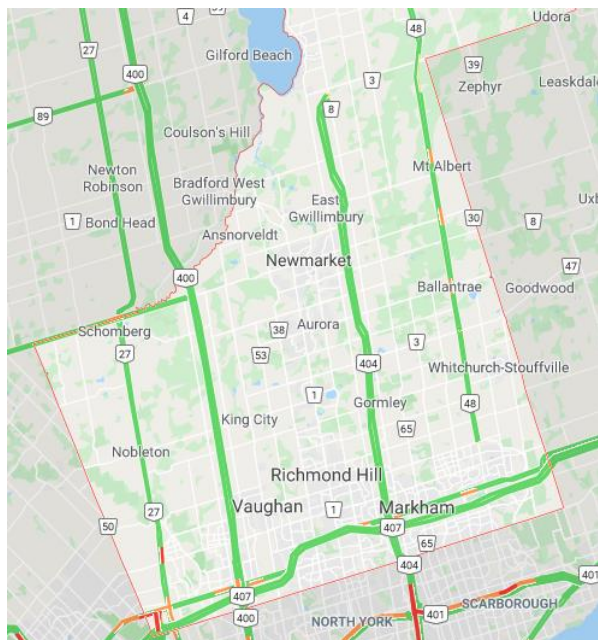 Udora
4
27
Gilford Beach
48
400
3
39
Zephyr
8
Leaskdale
89
Coulson's Hill
Newton
Robinson
Mt Albert
Bradford West
Gwillimbury
East
Gwillimbury
1
Bond Head
30
8
Uxb
Ansnorveldt
Newmarket
47
400
Ballantrae
Goodwood
Schomberg
38
Aurora
27
53
3
404
Whitchurch-Stouffville
1
Gormley
48
King City
65
Nobleton
Richmond Hill
Vaughan
1
Markham
27
50
407
65
404
407
401
400
NORTH YORK
401
SCARBOROUGH